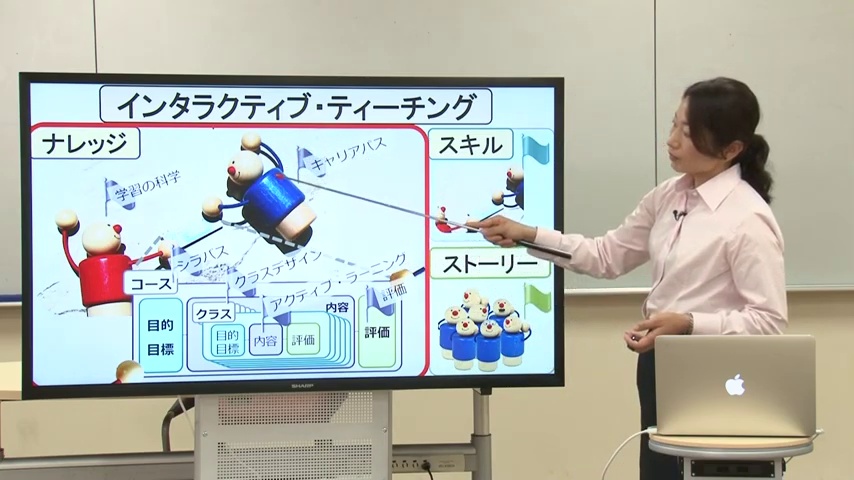 インタラクティブ・ティーチング
ナレッジ
スキル
キャリアパス
学習の科学
シラバス
クラスデザイン
アクティブ・ラーニング
評価
ストーリー
コース
クラス
内容
目的
目標
目的
目標
内容
評価
評価
SHARP